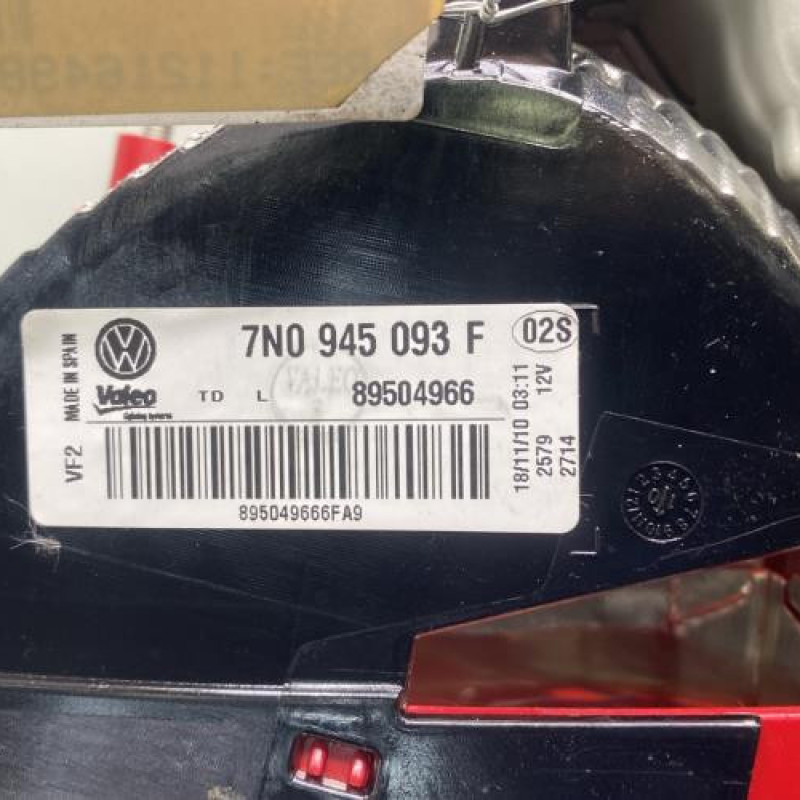 7N0 945 093 F
02S
MADE IN SPAIN
VF2
Valeo
TD L
VALEO
89504966
18/11/10 03:11
2579 12V
2714
895049666FA9